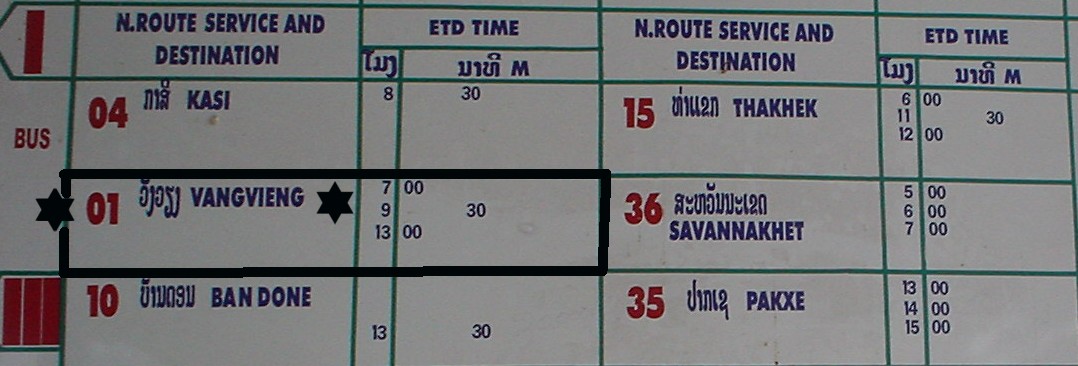 N.ROUTE SERVICE AND DESTINATION ETD TIME N.ROUTE SERVICE AND DESTINATION ETD TIME
ໂມງ ນາທີ M ໂມງ ນາທີ M
BUS
04 ກາສີ KASI 8 30
15 ທ່າແຂກ THAKHEK 6 00
11 30
12 00
01 ວັງວຽງ VANGVIENG 7 00
9 30
13 00
36 ສະຫວັນນະເຂດ 5 00
SAVANNAKHET 6 00
7 00
10 ບ້ານດອນ BAN DONE
13 30
35 ປາກເຊ PAKXE 13 00
14 00
15 00